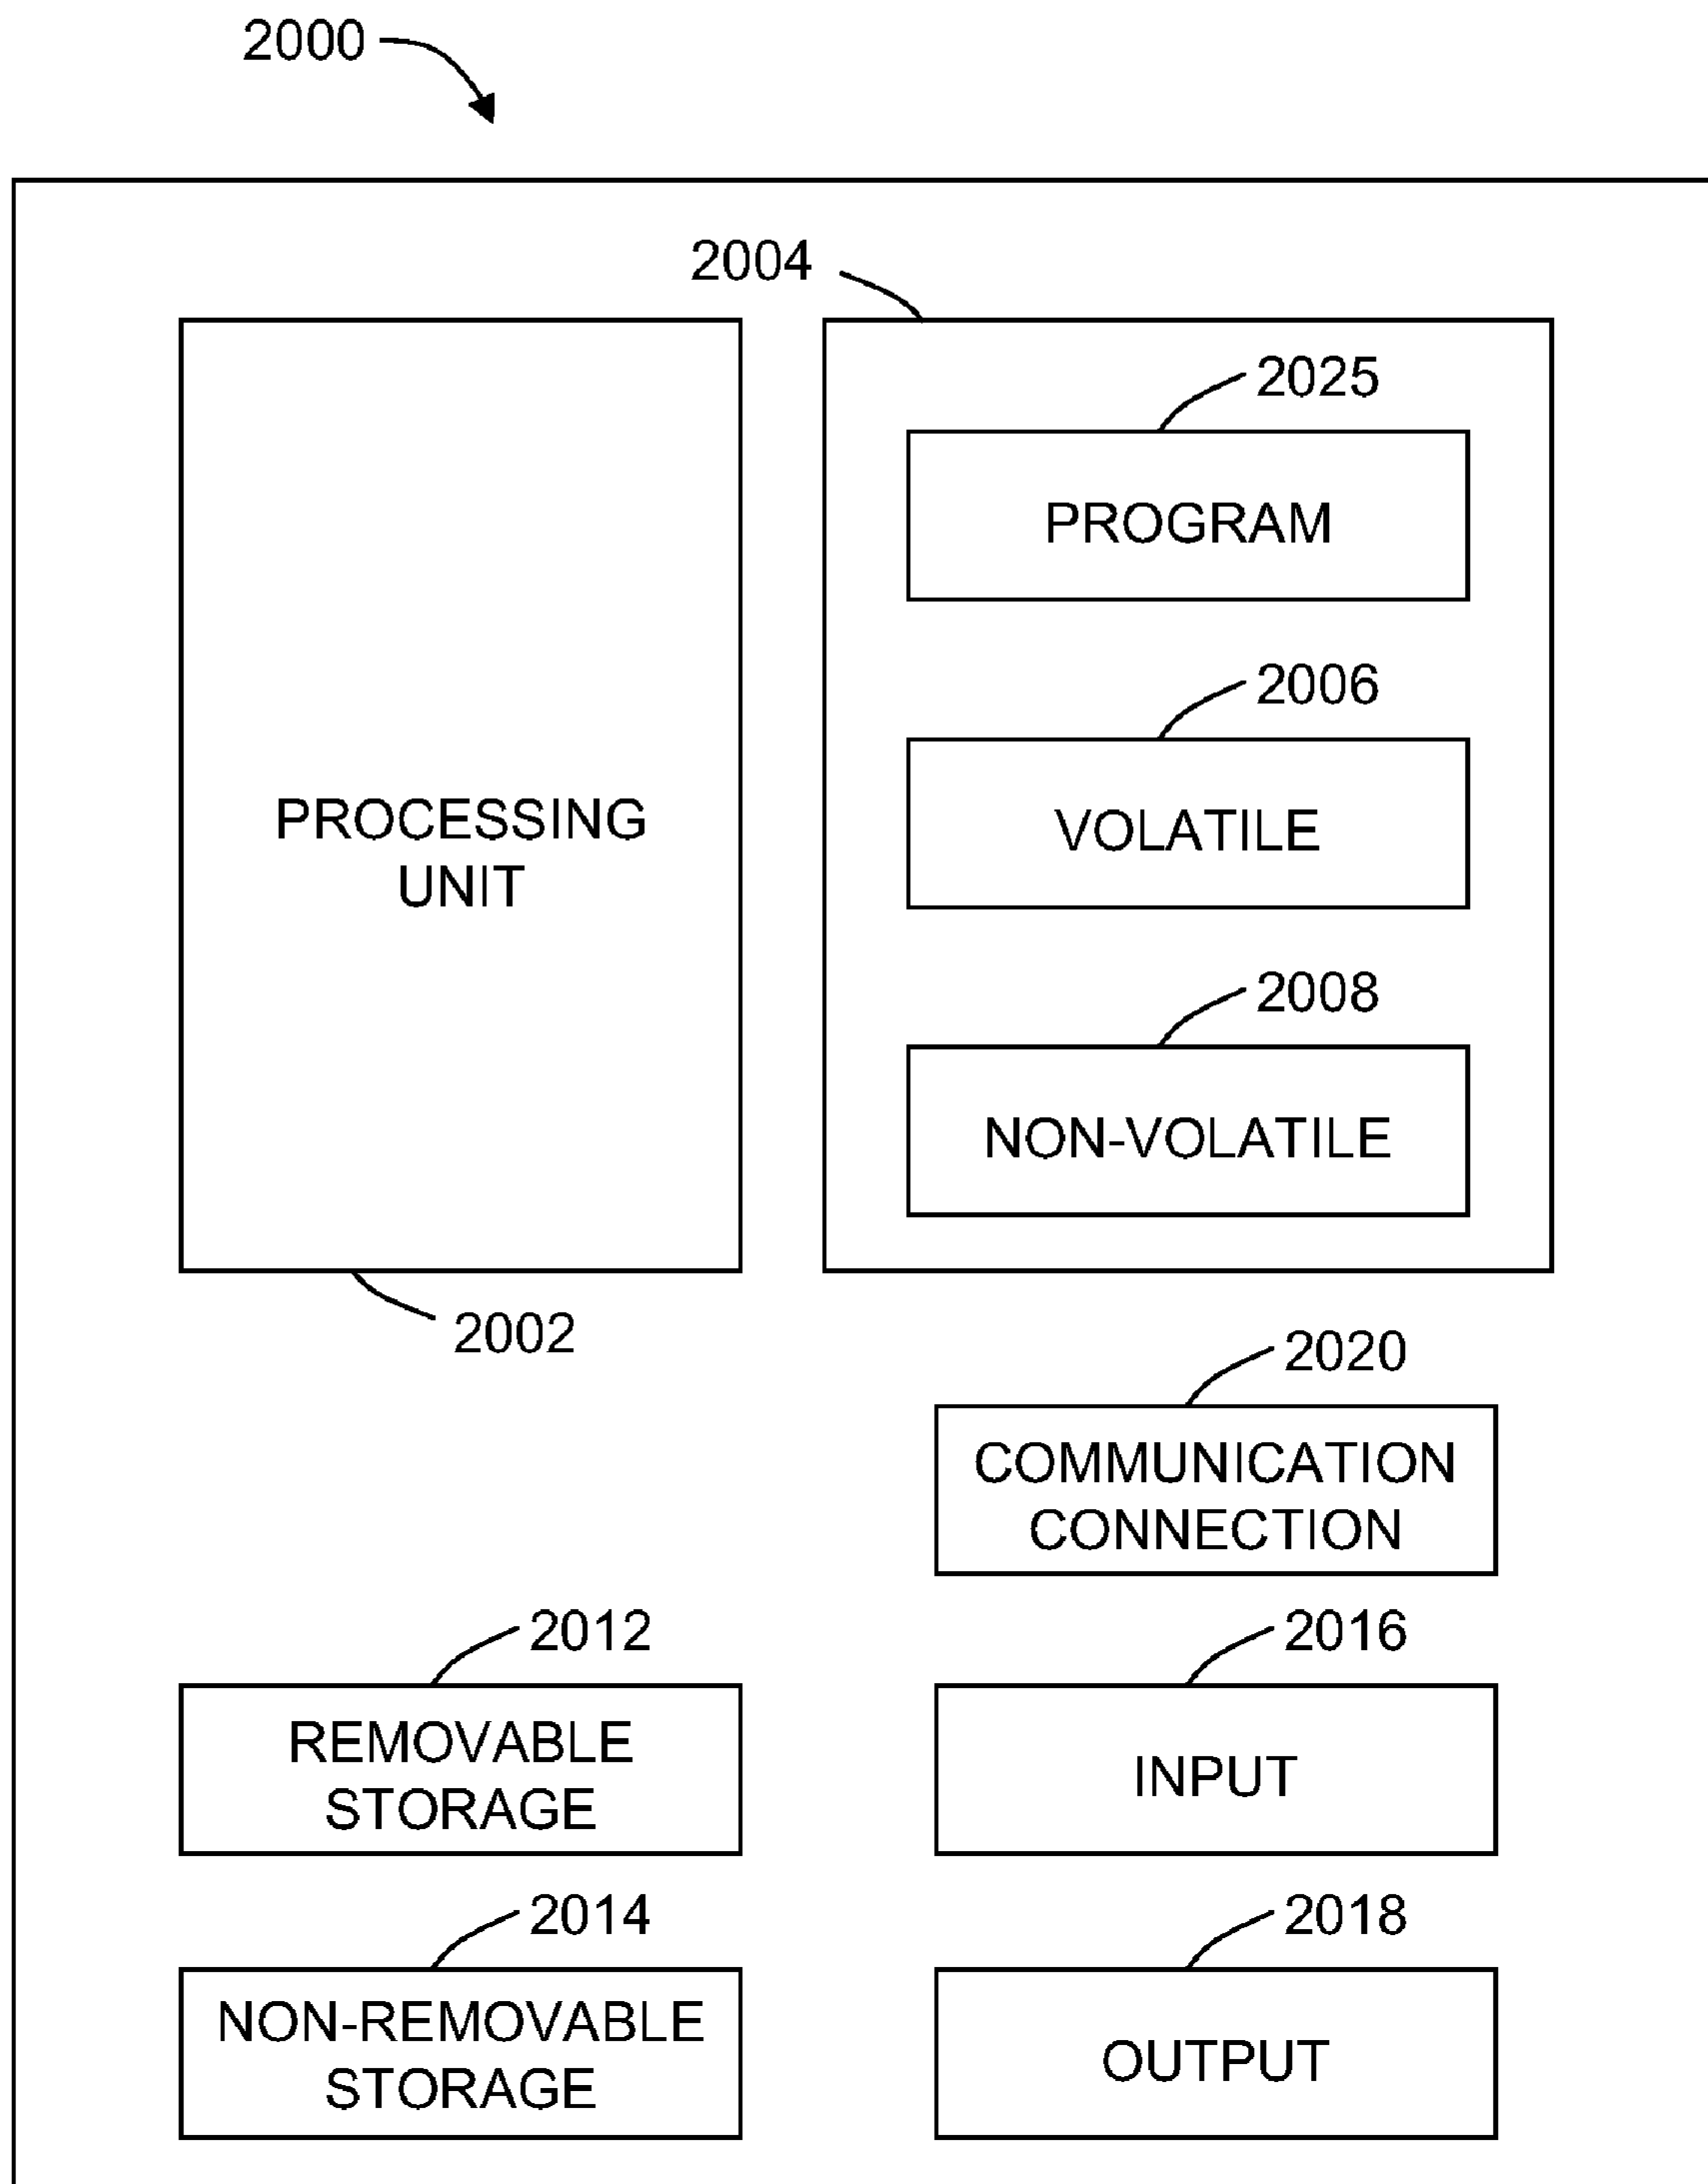 2000
2004
2025
PROGRAM
2006
VOLATILE
PROCESSING
UNIT
2008
NON-VOLATILE
2002
2020
COMMUNICATION
CONNECTION
2012
2016
REMOVABLE
STORAGE
INPUT
2014
2018
NON-REMOVABLE
STORAGE
OUTPUT